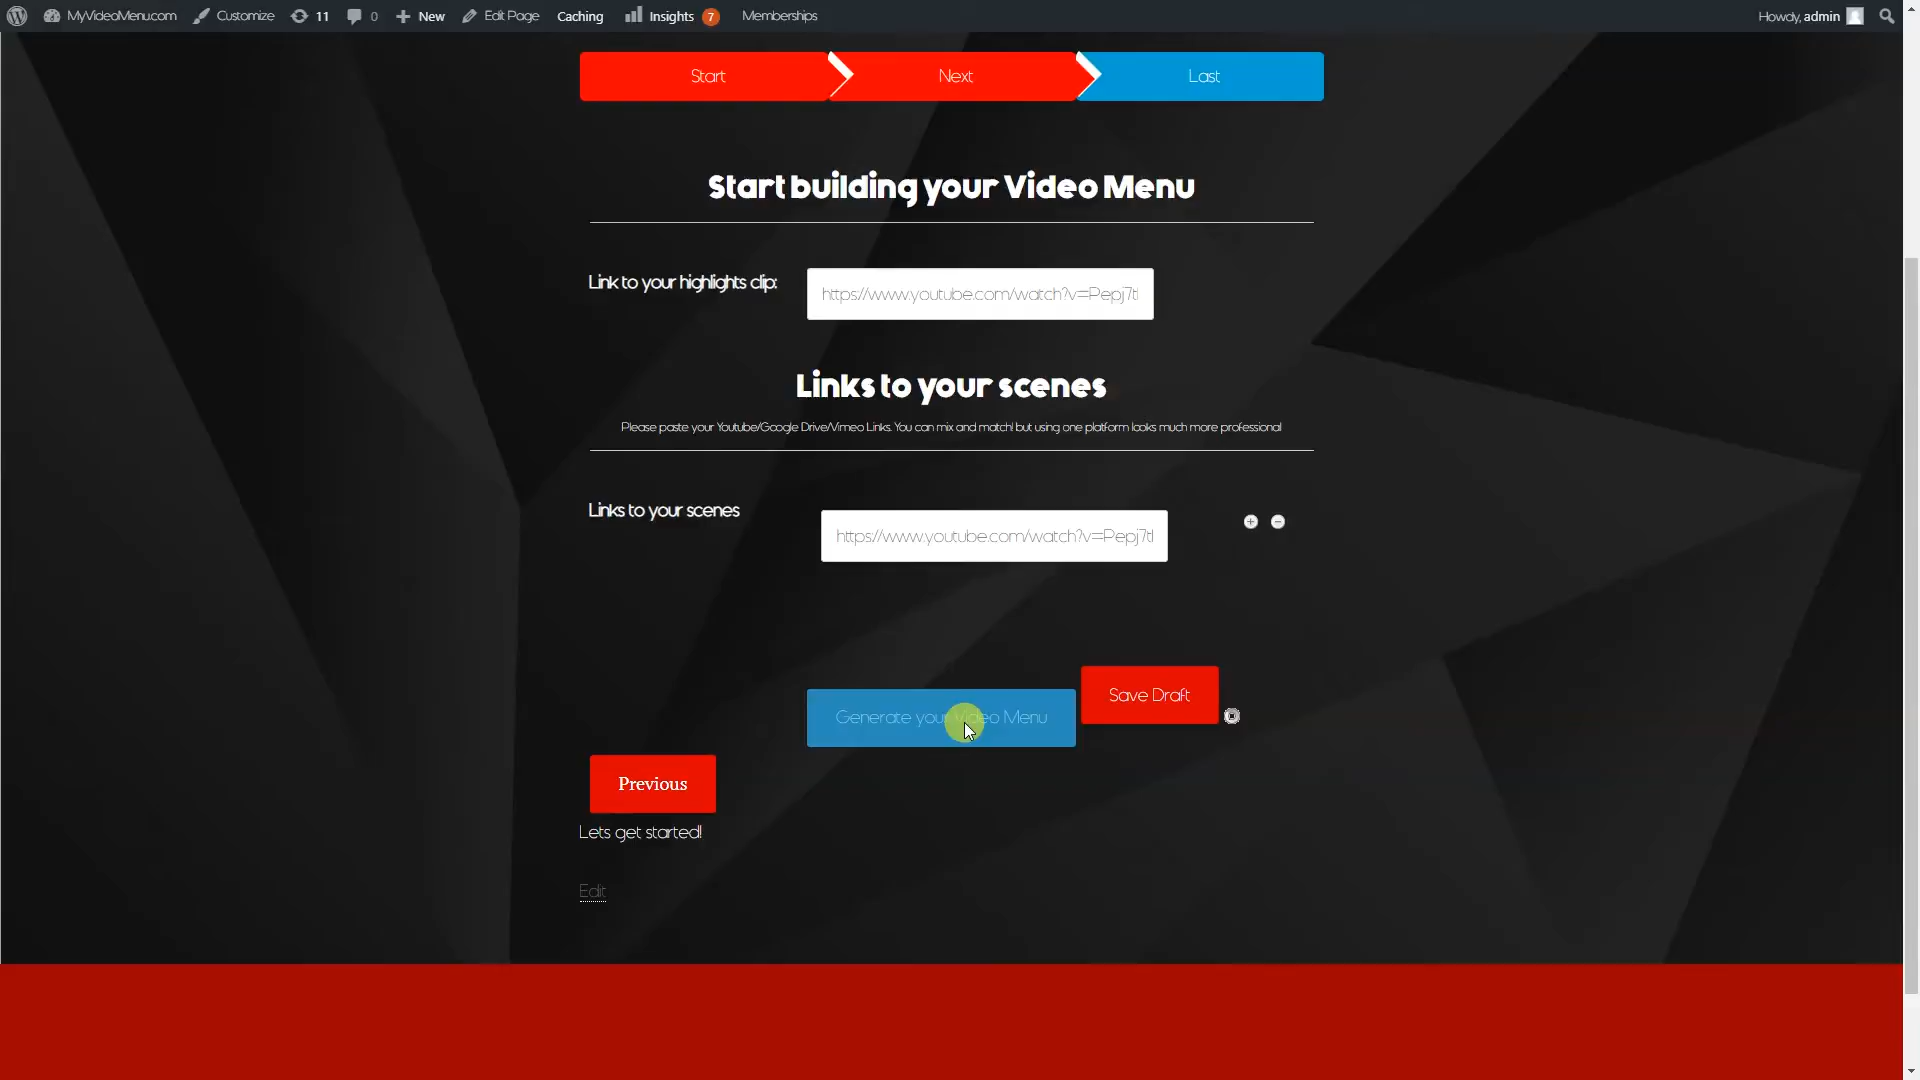 MyVideoMenu.com Customize 11 0 New Edit Page Caching Insights 7 Memberships Howdy, admin
Start Next Last
Start building your Video Menu
Link to your highlights clip:
https://www.youtube.com/watch?v=Pepj7tl
Links to your scenes
Please paste your Youtube/Google Drive/Vimeo Links. You can mix and match! but using one platform looks much more professional
Links to your scenes
https://www.youtube.com/watch?v=Pepj7tl
Save Draft
Generate your Video Menu
Previous
Lets get started!
Edit